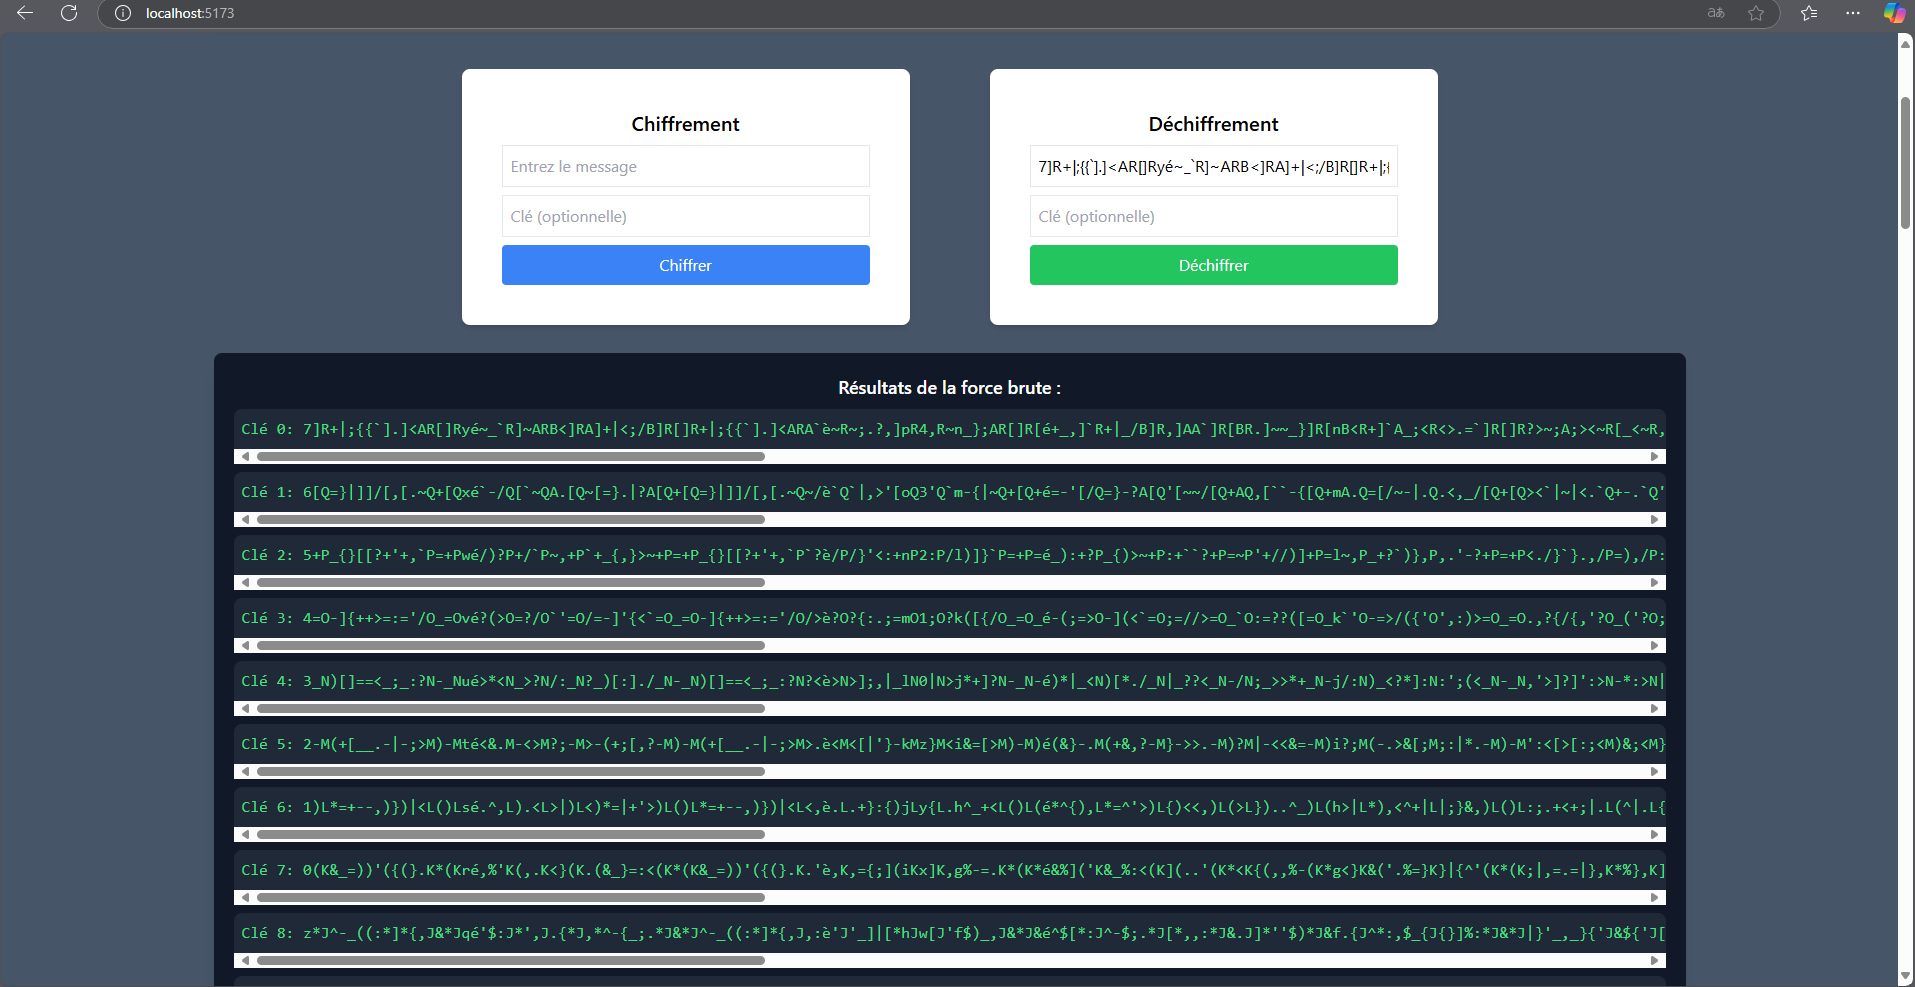 localhost:5173
Chiffrement
Déchiffrement
Entrez le message
7]R+|;{{`].]<AR[]Ryé~_`R]~ARB<]RA]+|<;/B]R[]R+|;{
Clé (optionnelle)
Clé (optionnelle)
Chiffrer
Déchiffrer
Résultats de la force brute :
Clé 0: 7]R+|;{{`].]<AR[]Ryé~_`R]~ARB<]RA]+|<;/B]R[]R+|;{{`].]<ARA`è~R~;.?,]pR4,R~n_};AR[]R[é+_,]`R+|_/B]R,]AA`]R[BR.]~~_}]R[nB<R+]`A_;<R<>.=`]R[]R?>~;A;><~R[_<~R,
Clé 1: 6[Q=}|]]/[,[.~Q+[Qxé`-/Q[`~QA.[Q~[=}.|?A[Q+[Q=}|]]/[,[.~Q~/è`Q`|,>'[oQ3'Q`m-{|~Q+[Q+é=-'[/Q=}-?A[Q'[~~/[Q+AQ,[``-{[Q+mA.Q=[/~-|.Q.<,_/[Q+[Q><`|~|<.`Q+-.`Q'
Clé 2: 5+P_{}[[?+'+,`P=+Pwé/)?P+/`P~,+P`+_{,}>~+P=+P_{}[[?+'+,`P`?è/P/}'<:+nP2:P/l)]}`P=+P=é_):+?P_{)>~+P:+``?+P=~P'+//)]+P=l~,P_+?`)},P,.'-?+P=+P<./}`}.,/P=),/P:
Clé 3: 4=O-]{++>=:='/O_=Ové?(>O=?/O`'=O/=-]'{<`=O_=O-]{++>=:='/O/>è?O?{:.;=mO1;O?k([{/O_=O_é-(;=>O-](<`=O;=//>=O_`O:=??([=O_k`'O-=>/({'O',:)>=O_=O.,?{/{,'?O_('?O;
Clé 4: 3_N)[]==<_;_:?N-_Nué>*<N_>?N/:_N?_)[:]./_N-_N)[]==<_;_:?N?<è>N>];,|_lN0|N>j*+]?N-_N-é)*|_<N)[*./_N|_??<_N-/N;_>>*+_N-j/:N)_<?*]:N:';(<_N-_N,'>]?]':>N-*:>N|
Clé 5: 2-M(+[__.-|-;>M)-Mté<&.M-<>M?;-M>-(+;[,?-M)-M(+[__.-|-;>M>.è<M<[|'}-kMz}M<i&=[>M)-M)é(&}-.M(+&,?-M}->>.-M)?M|-<<&=-M)i?;M(-.>&[;M;:|*.-M)-M':<[>[:;<M)&;<M}
Clé 6: 1)L*=+--,)})|<L()Lsé.^,L).<L>|)L<)*=|+'>)L()L*=+--,)})|<L<,è.L.+}:{)jLy{L.h^_+<L()L(é*^{),L*=^'>)L{)<<,)L(>L})..^_)L(h>|L*),<^+|L|;}&,)L()L:;.+<+;|.L(^|.L{
Clé 7: 0(K&_=))'({(}.K*(Kré,%'K(,.K<}(K.(&_}=:<(K*(K&_=))'({(}.K.'è,K,={;](iKx]K,g%-=.K*(K*é&%]('K&_%:<(K](..'(K*<K{(,,%-(K*g<}K&('.%=}K}|{^'(K*(K;|,=.=|},K*%},K]
Clé 8: z*J^-_((:*]*{,J&*Jqé'$:J*',J.{*J,*^-{_;.*J&*J^-_((:*]*{,J,:è'J'_]|[*hJw[J'f$)_,J&*J&é^$[*:J^-$;.*J[*,,:*J&.J]*''$)*J&f.{J^*:,$_{J{}]%:*J&*J|}'_,_}{'J&${'J[